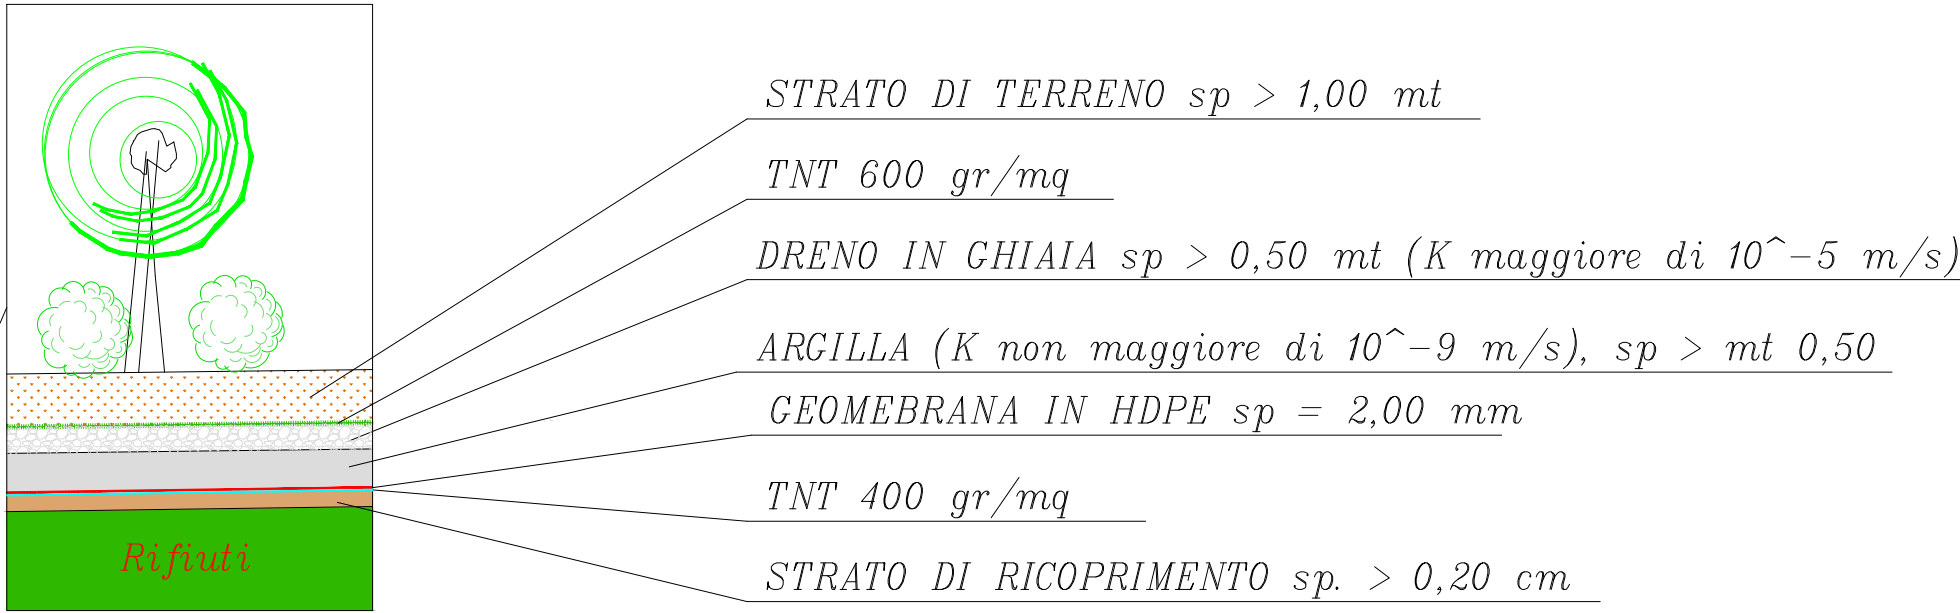 STRATO DI TERRENO sp > 1,00 mt
TNT 600 gr/mq
DRENO IN GHIAIA sp > 0,50 mt (K maggiore di 10^-5 m/s)
ARGILLA (K non maggiore di 10^-9 m/s), sp > mt 0,50
GEOMEBRANA IN HDPE sp = 2,00 mm
TNT 400 gr/mq
STRATO DI RICOPRIMENTO sp. > 0,20 cm
Rifiuti